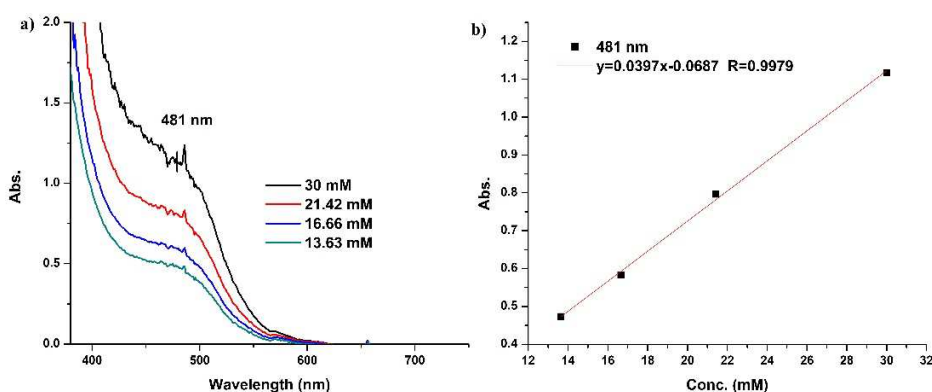 a)
2.0
1.5
1.0
0.5
0.0
Abs.
481 nm
30 mM
21.42 mM
16.66 mM
13.63 mM
400 500 600 700
Wavelength (nm)
b)
1.2
1.1
1.0
0.9
0.8
0.7
0.6
0.5
0.4
Abs.
481 nm
y=0.0397x-0.0687 R=0.9979
12 14 16 18 20 22 24 26 28 30 32
Conc. (mM)